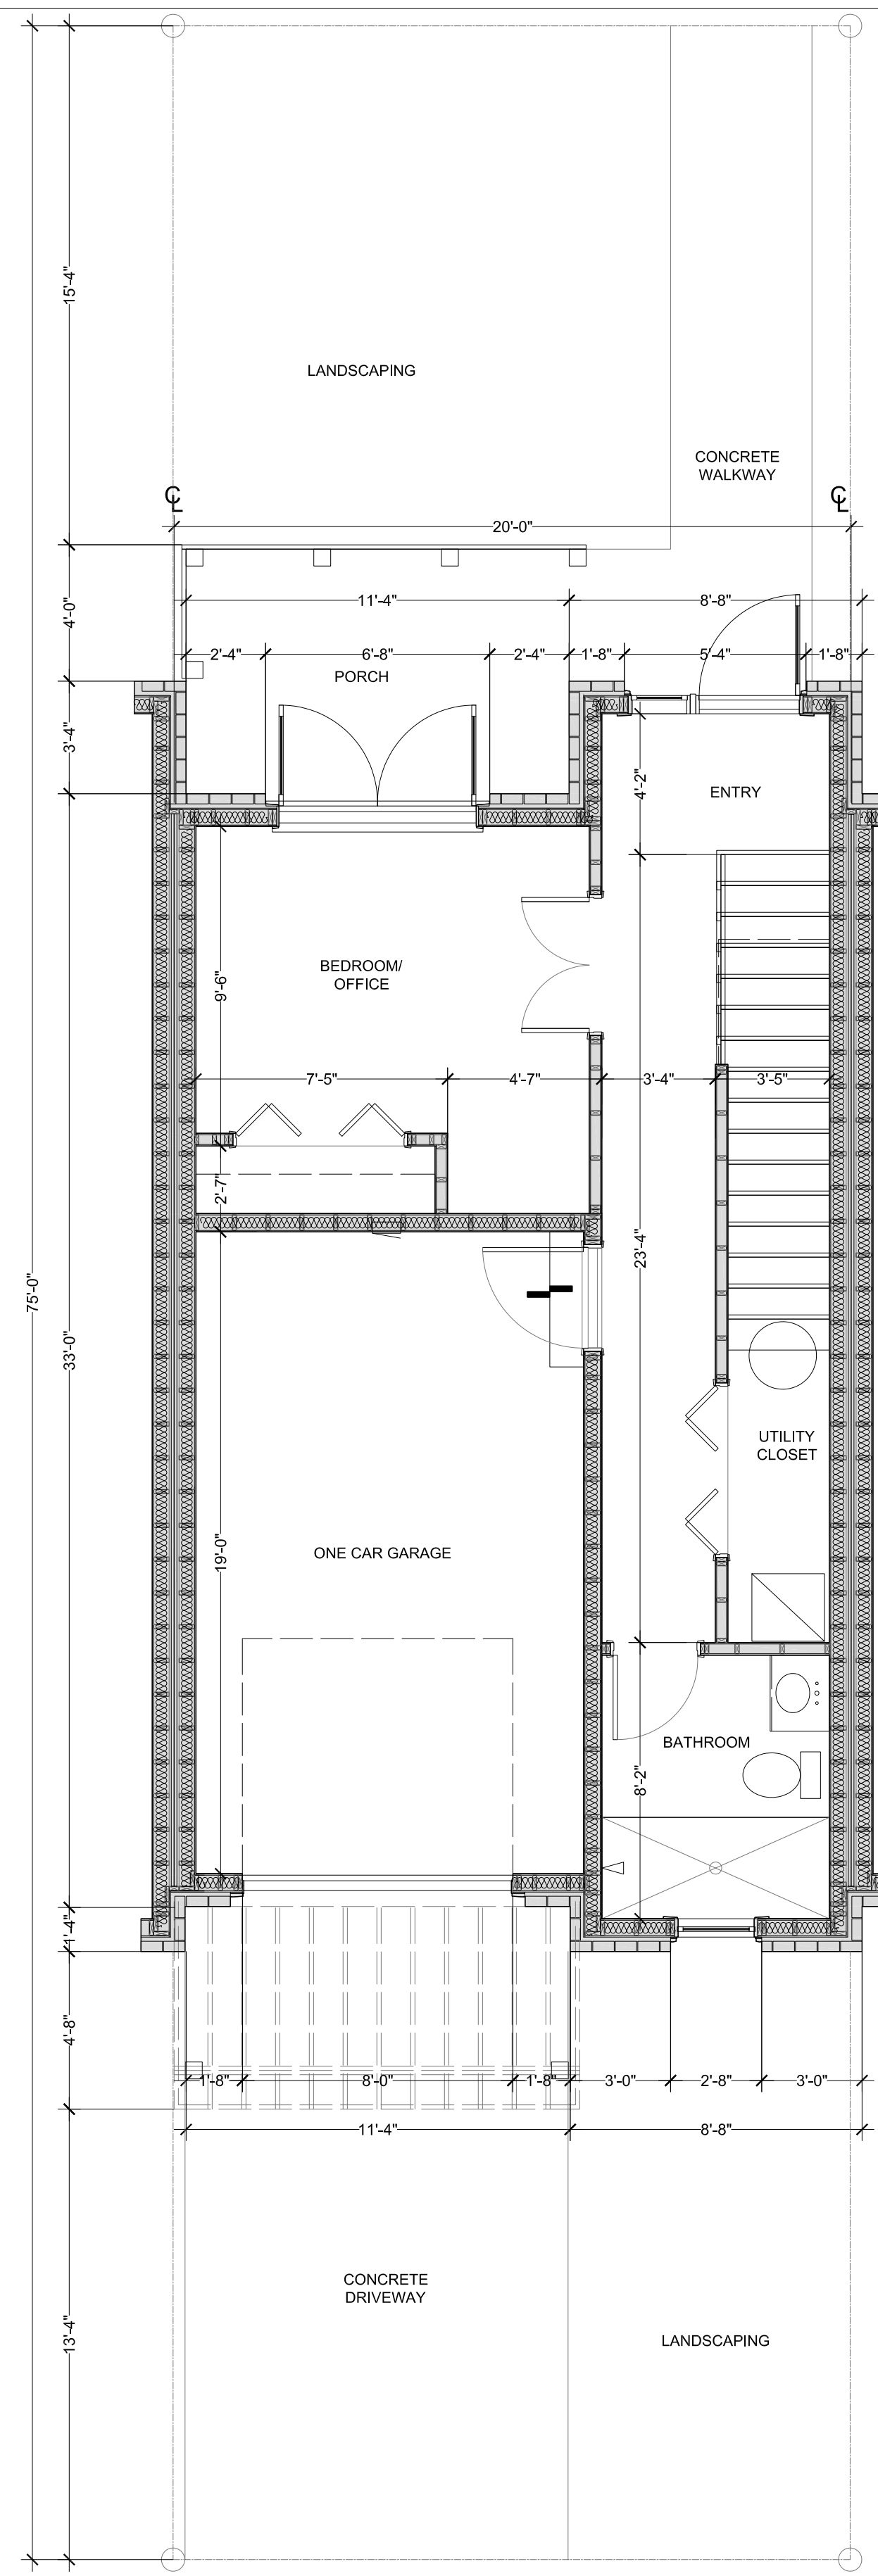 15'-4"
LANDSCAPING
CONCRETE
WALKWAY
CL
CL
20'-0"
4'-0"
11'-4"
8'-8"
2'-4"
6'-8"
2'-4"
1'-8"
5'-4"
1'-8"
PORCH
3'-4"
4'-2"
ENTRY
BEDROOM/
OFFICE
9'-6"
7'-5"
4'-7"
3'-4"
3'-5"
2'-7"
23'-4"
75'-0"
33'-0"
UTILITY
CLOSET
19'-0"
ONE CAR GARAGE
BATHROOM
8'-2"
1'-4"
4'-8"
1'-8"
8'-0"
1'-8"
3'-0"
2'-8"
3'-0"
11'-4"
8'-8"
CONCRETE
DRIVEWAY
13'-4"
LANDSCAPING